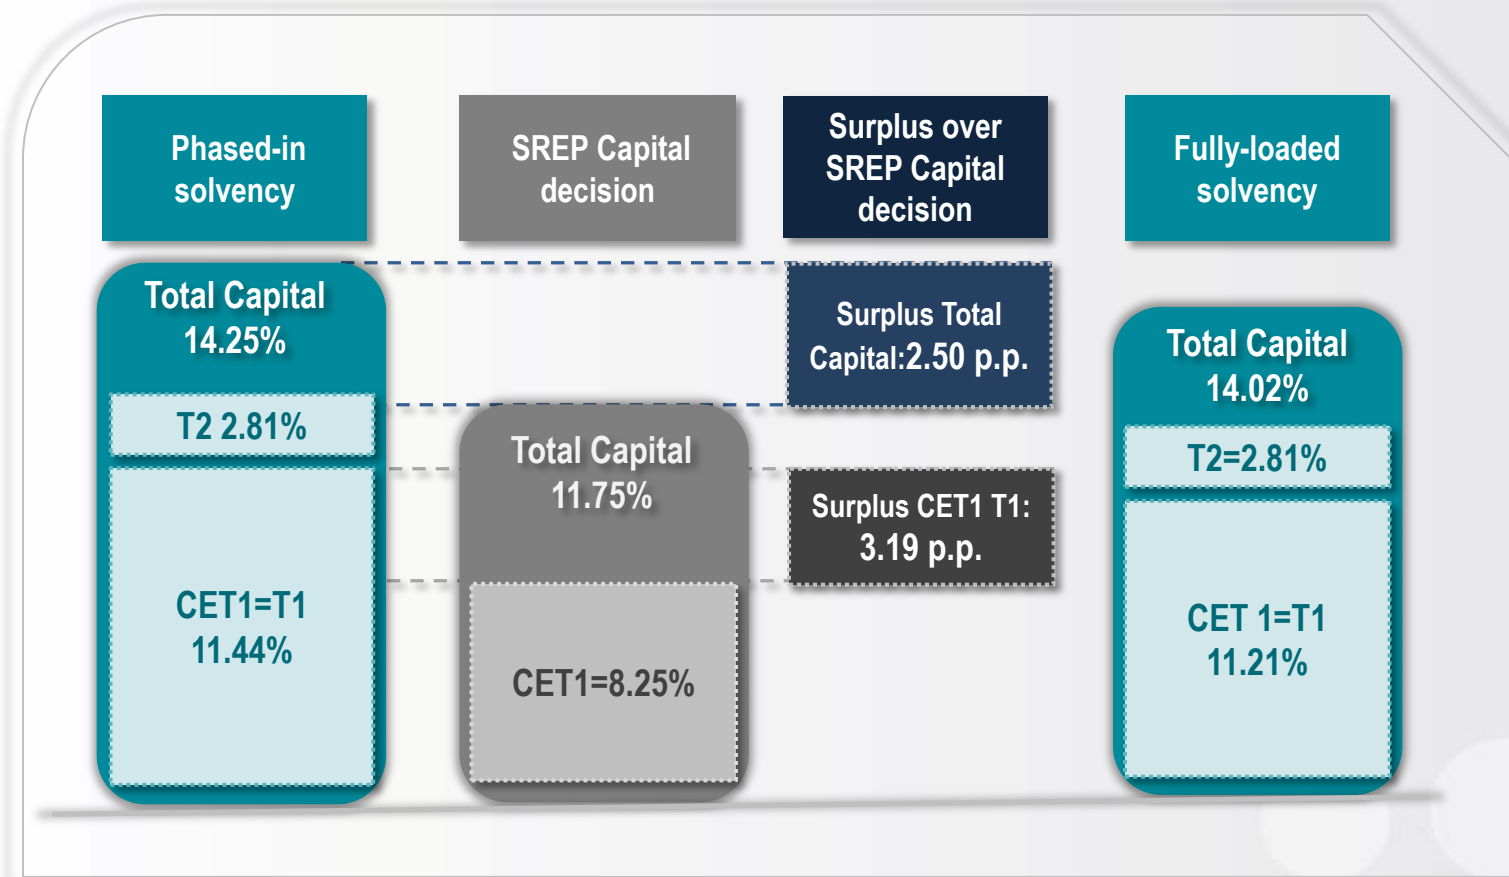 Phased-in
solvency
SREP Capital
decision
Surplus over
SREP Capital
decision
Fully-loaded
solvency
Total Capital
14.25%
T2 2.81%
CET1=T1
11.44%
Total Capital
11.75%
CET1=8.25%
Surplus Total
Capital:2.50 p.p.
Surplus CET1 T1:
3.19 p.p.
Total Capital
14.02%
T2=2.81%
CET 1=T1
11.21%